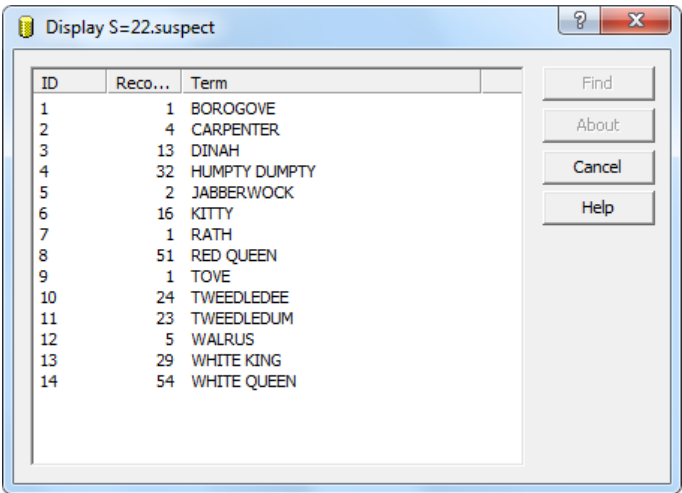 Display S=22.suspect
ID Reco... Term
1 1 BOROGOVE
2 4 CARPENTER
3 13 DINAH
4 32 HUMPTY DUMPTY
5 2 JABBERWOCK
6 16 KITTY
7 1 RATH
8 51 RED QUEEN
9 1 TOVE
10 24 TWEEDLEDEE
11 23 TWEEDLEDUM
12 5 WALRUS
13 29 WHITE KING
14 54 WHITE QUEEN
Find
About
Cancel
Help